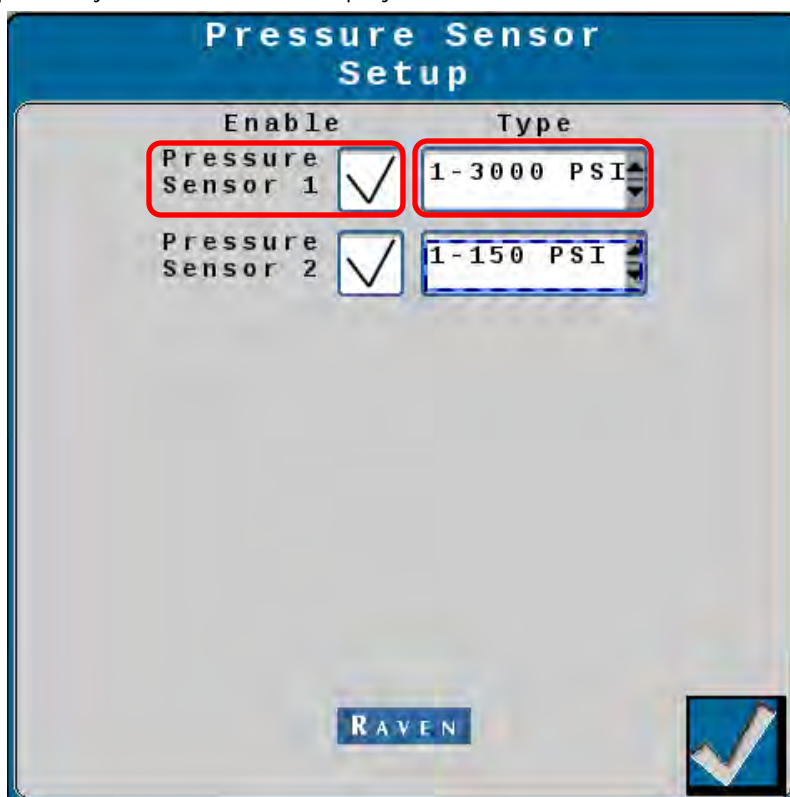 Pressure Sensor
Setup
Enable Type
Pressure
Sensor 1
1-3000 PSI
Pressure
Sensor 2
1-150 PSI
RAVEN